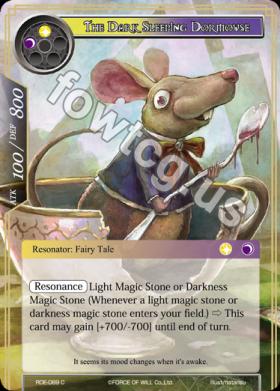 The Dark Sleeping Dormouse
ATK 100/DEF 800
fowtcg.us
Resonator: Fairy Tale
Resonance Light Magic Stone or Darkness
Magic Stone (Whenever a light magic stone or
darkness magic stone enters your field.) ⇨ This
card may gain [+700/-700] until end of turn.
It seems its mood changes when it's awake.
RDE-089 C
©FORCE OF WILL Co.,Ltd.